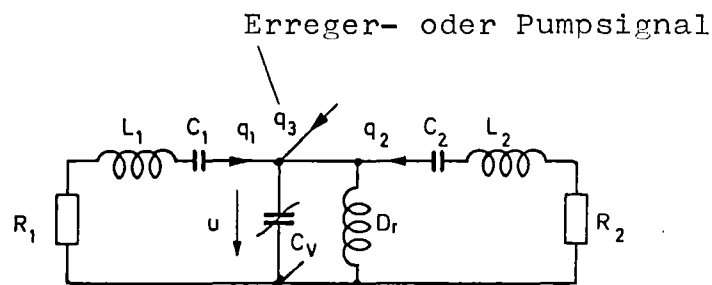 Erreger- oder Pumpsignal
L1 C1 q1 q3 q2 C2 L2
R1 u CV Dr R2